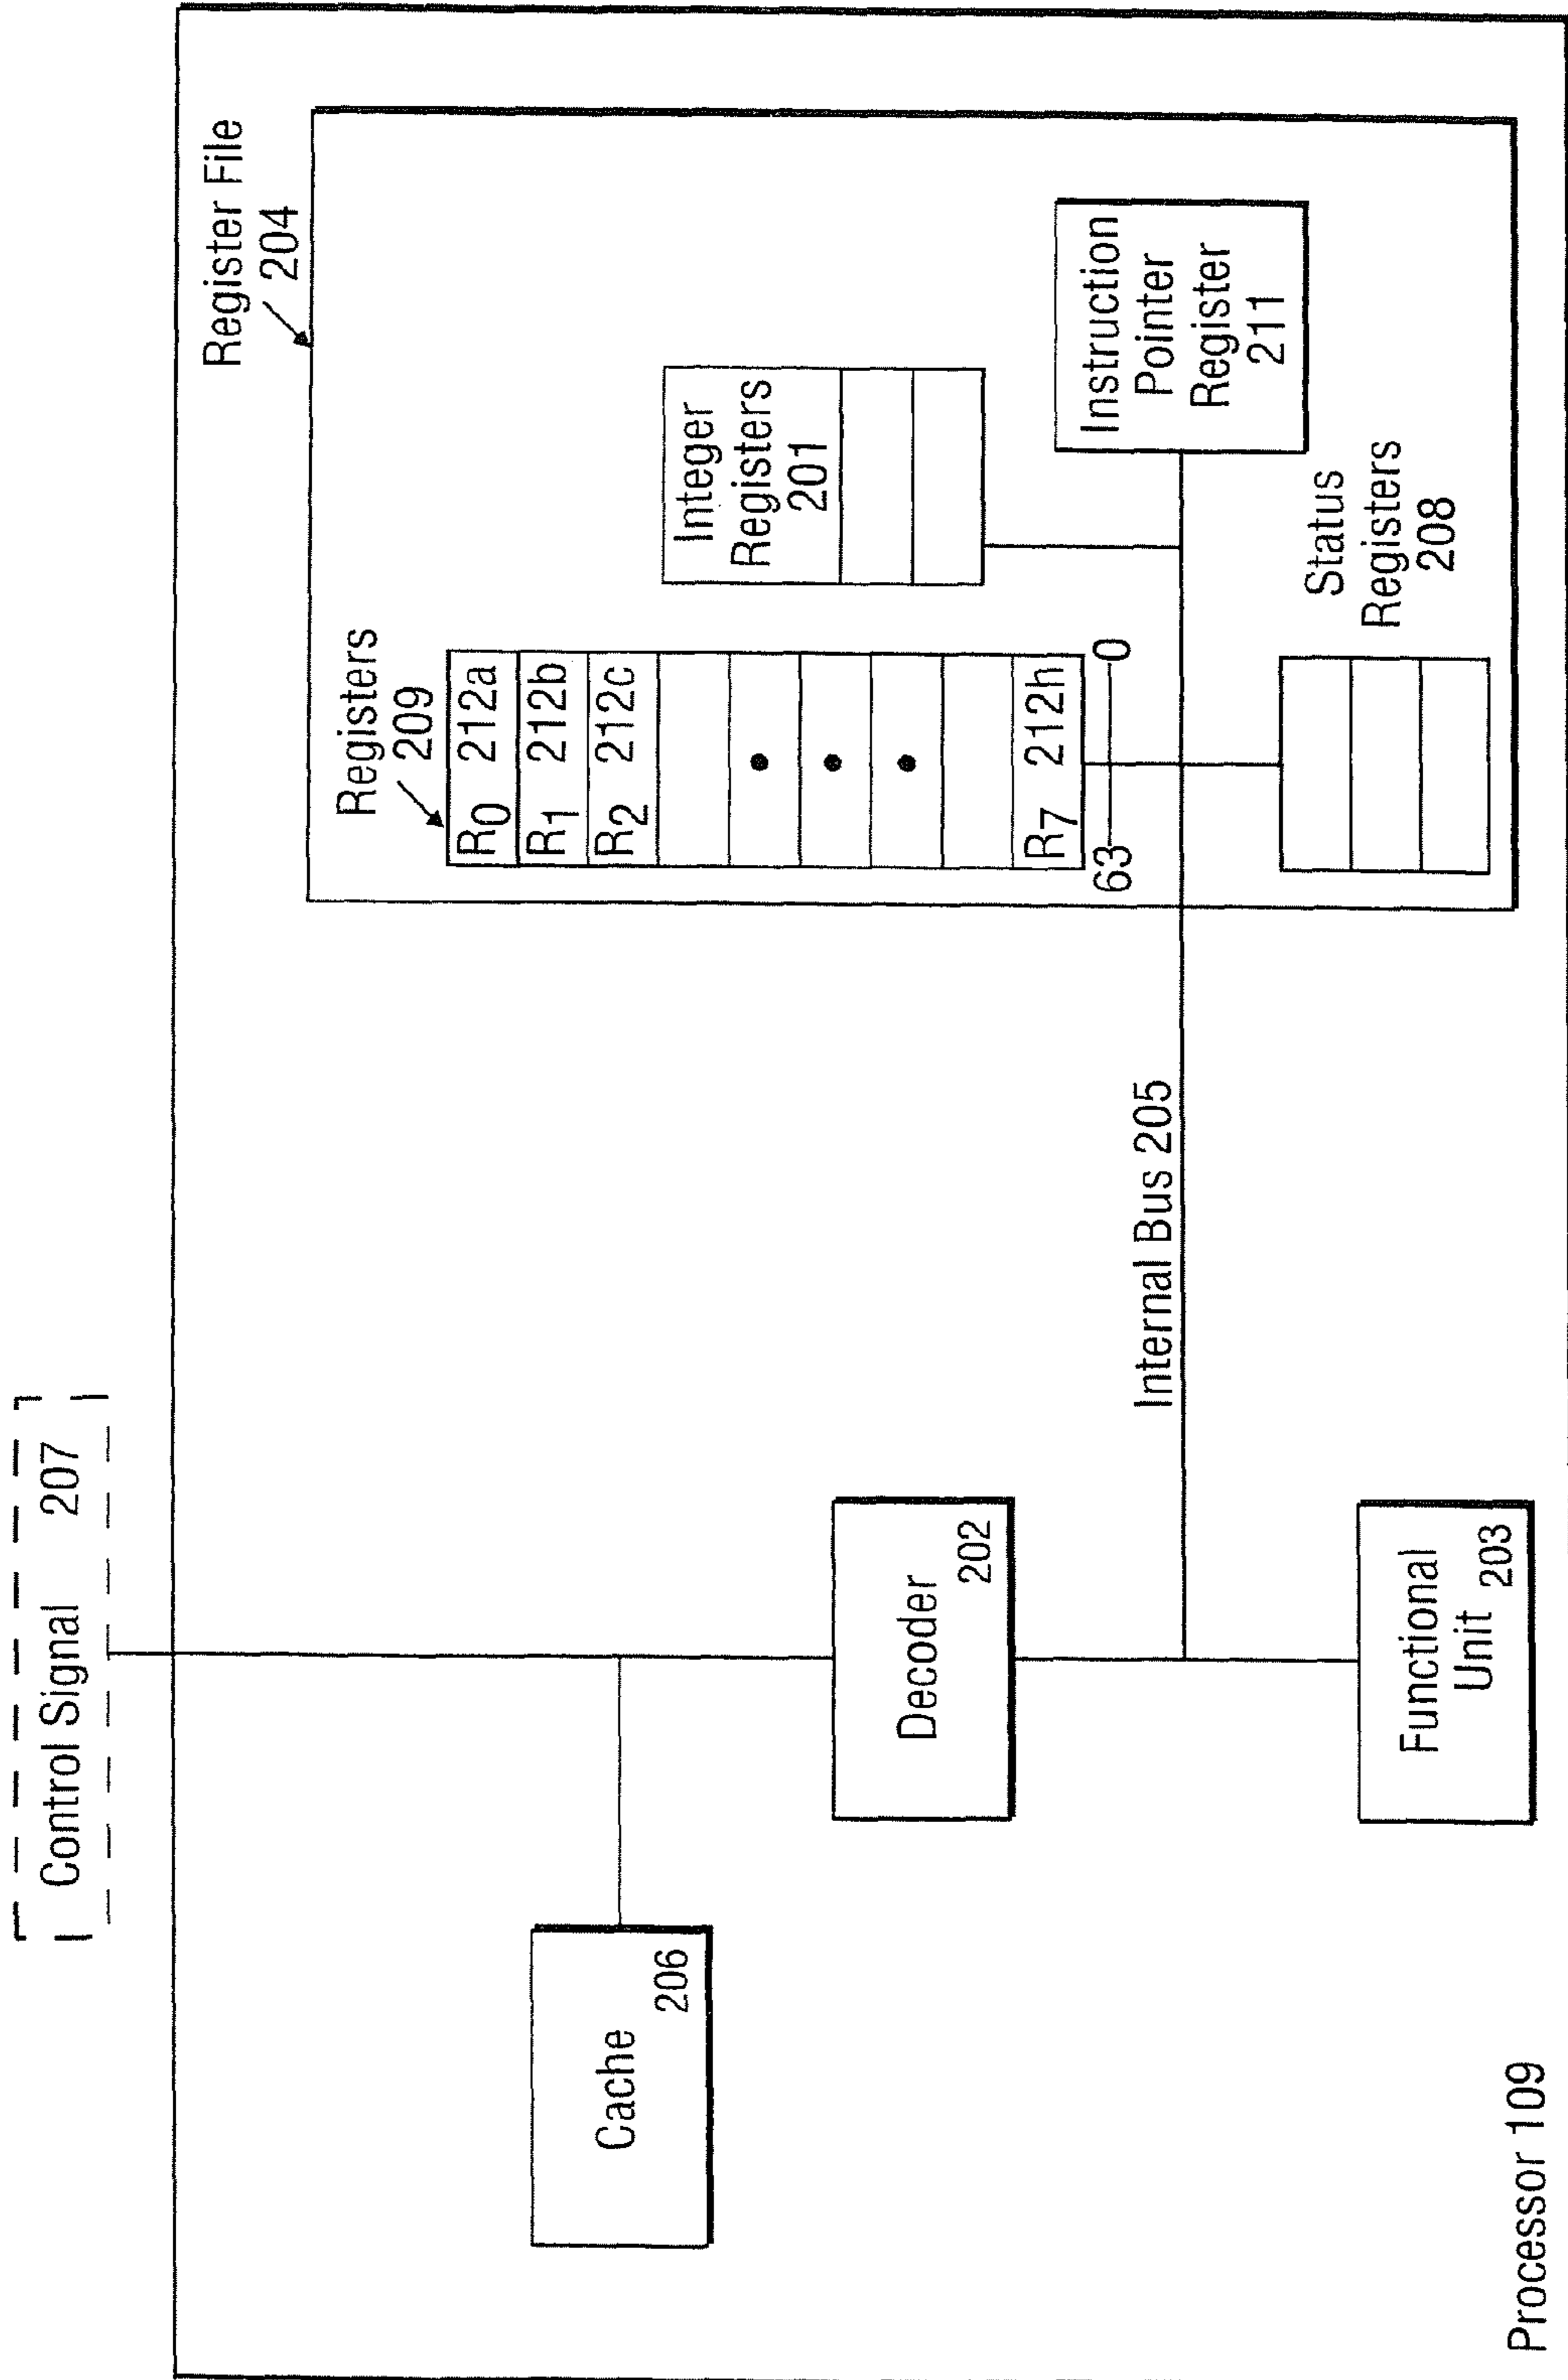 Control Signal 207
Register File
204
Registers
209
R0 212a
R1 212b
R2 212c
R7 212h
63 0
Integer
Registers
201
Instruction
Pointer
Register
211
Status
Registers
208
Cache
206
Decoder
202
Internal Bus 205
Functional
Unit 203
Processor 109